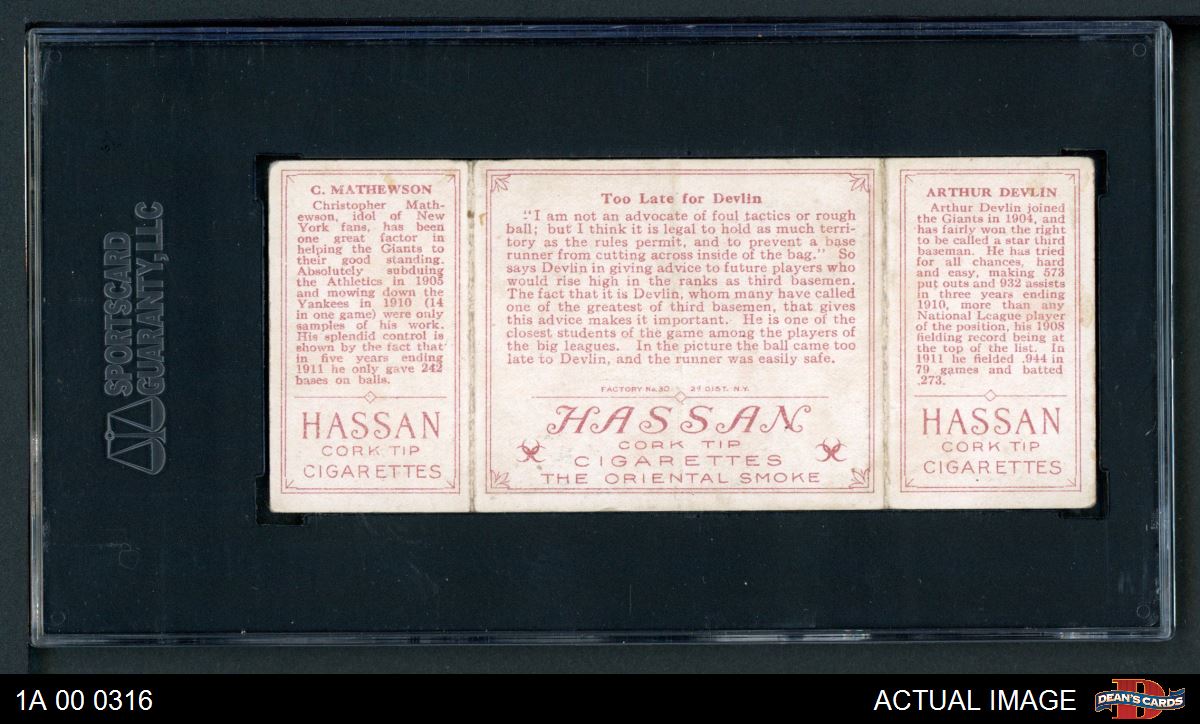 SPORTSCARD
GUARANTY, LLC
C. MATHEWSON
Christopher Math-
ewson, idol of New
York fans, has been
one great factor in
helping the Giants to
their good standing.
Absolutely subduing
the Athletics in 1905
and mowing down the
Yankees in 1910 (14
in one game) were only
samples of his work.
His splendid control is
shown by the fact that
in five years ending
1911 he only gave 242
bases on balls.
HASSAN
CORK TIP
CIGARETTES
Too Late for Devlin
"I am not an advocate of foul tactics or rough
ball; but I think it is legal to hold as much terri-
tory as the rules permit, and to prevent a base
runner from cutting across inside of the bag." So
says Devlin in giving advice to future players who
would rise high in the ranks as third basemen.
The fact that it is Devlin, whom many have called
one of the greatest of third basemen, that gives
this advice makes it important. He is one of the
closest students of the game among the players of
the big leagues. In the picture the ball came too
late to Devlin, and the runner was easily safe.
FACTORY No. 30 2d DIST. N.Y.
HASSAN
CORK TIP
CIGARETTES
THE ORIENTAL SMOKE
ARTHUR DEVLIN
Arthur Devlin joined
the Giants in 1904, and
has fairly won the right
to be called a star third
baseman. He has tried
for all chances, hard
and easy, making 573
put outs and 932 assists
in three years ending
1910, more than any
National League player
of the position, his 1908
fielding record being at
the top of the list. In
1911 he fielded .944 in
79 games and batted
.273.
HASSAN
CORK TIP
CIGARETTES
1A 00 0316
ACTUAL IMAGE
D
DEAN'S CARDS